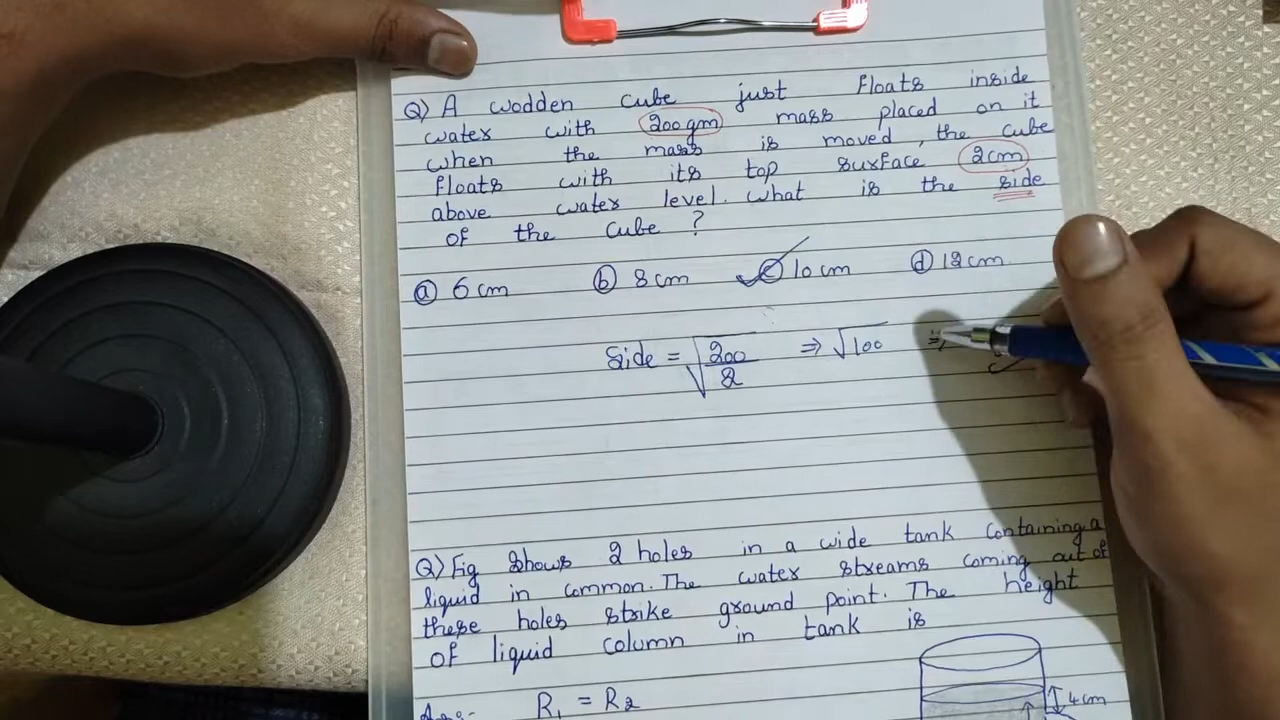 Q) A wodden cube just floats inside
water with 200gm mass placed on it
when the mass is moved, the cube
floats with its top surface 2cm
above water level. what is the side
of the cube ?
ⓐ 6 cm ⓑ 8 cm ⓒ 10 cm ⓓ 12 cm.
Side = √200/2 ⇒ √100 ⇒
Q) Fig shows 2 holes in a wide tank containing a
liquid in common. The water streams coming out of
these holes strike ground point. The height
of liquid column in tank is
Ans:- R₁ = R₂
4cm